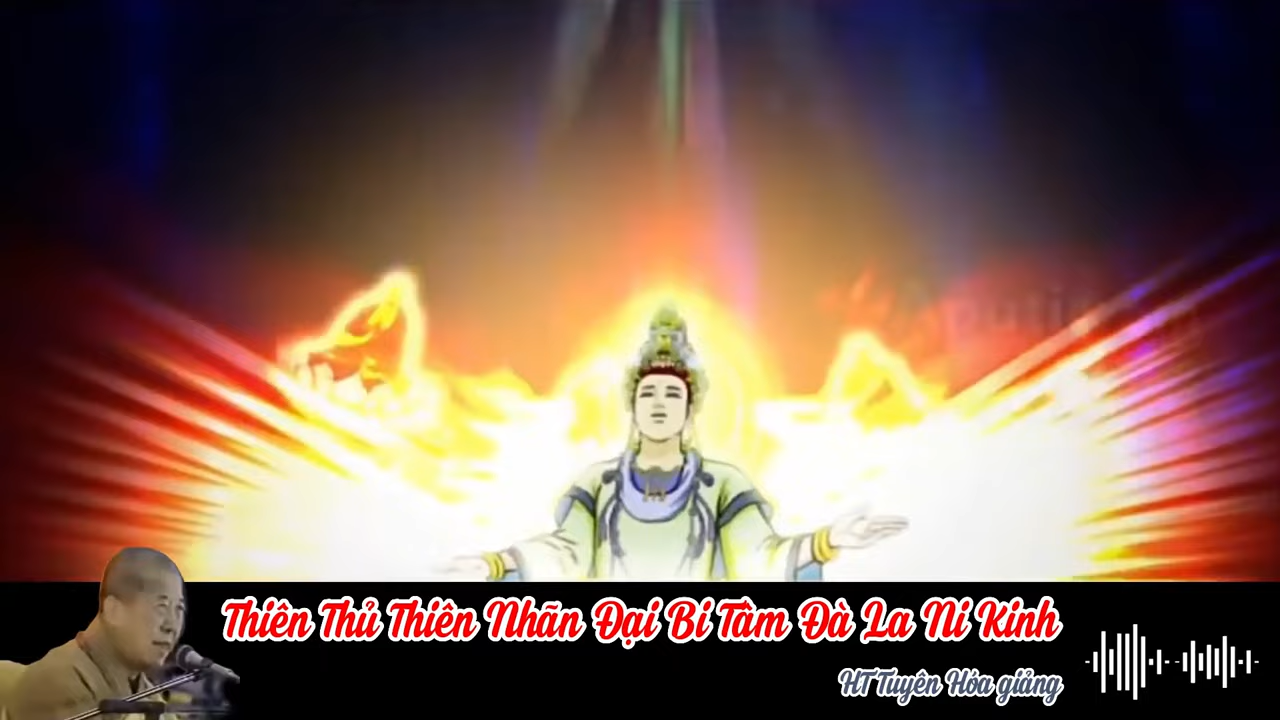 Thiên Thủ Thiên Nhãn Đại Bi Tâm Đà La Ni Kinh
HT Tuyên Hóa giảng